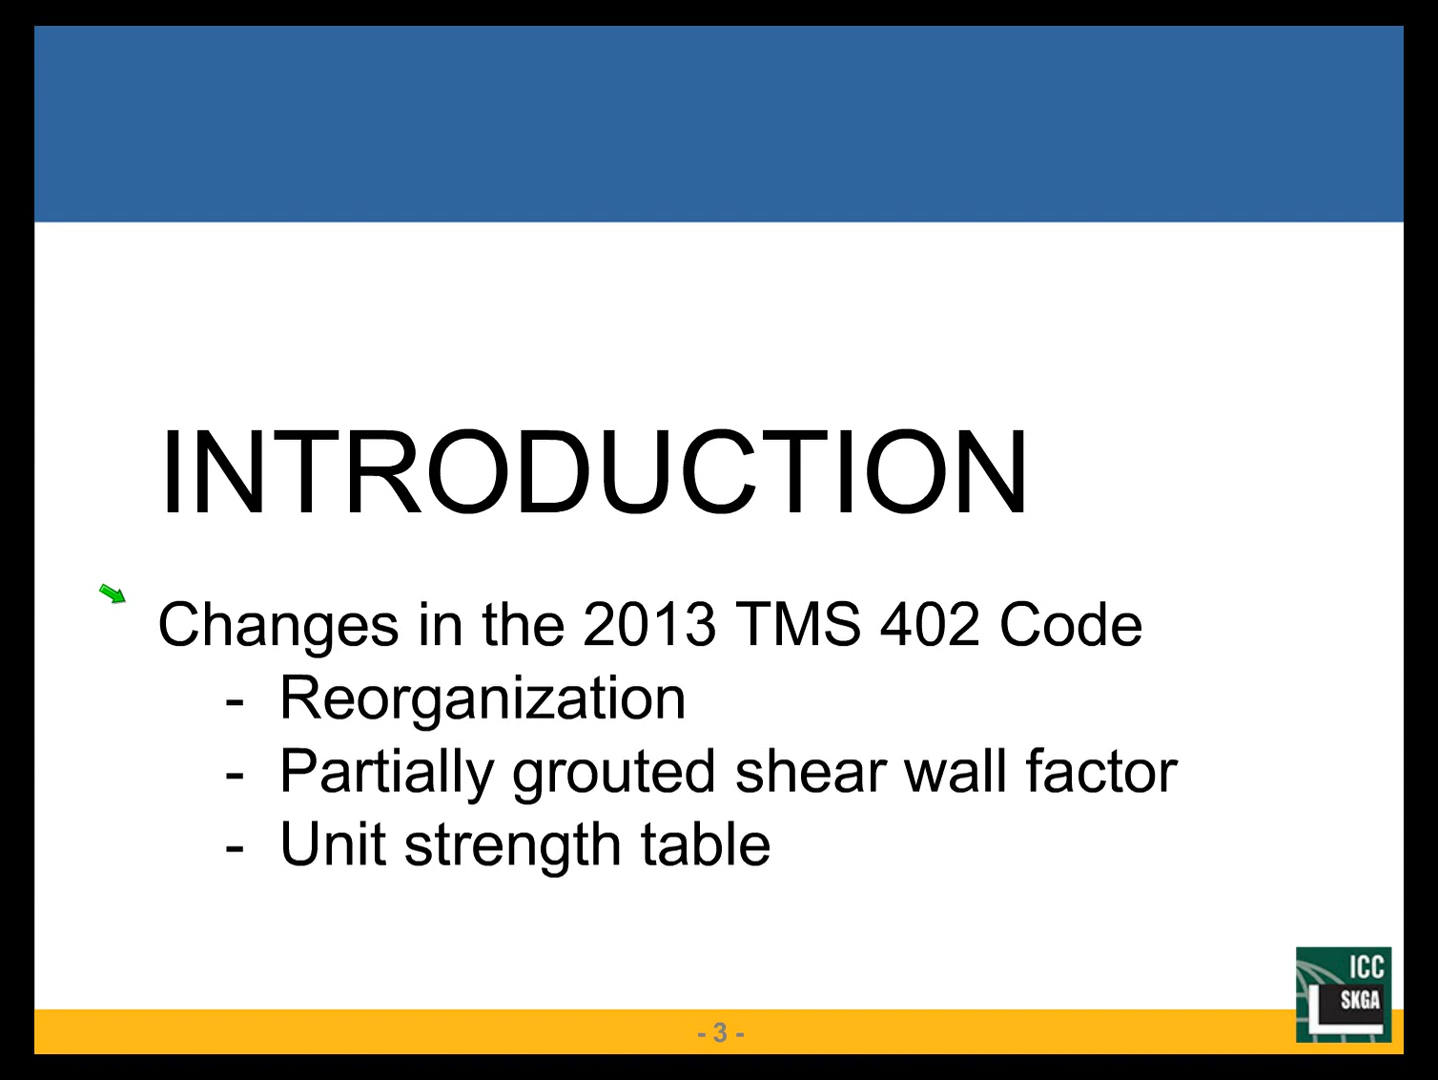 INTRODUCTION
Changes in the 2013 TMS 402 Code
- Reorganization
- Partially grouted shear wall factor
- Unit strength table
ICC
SKGA
- 3 -